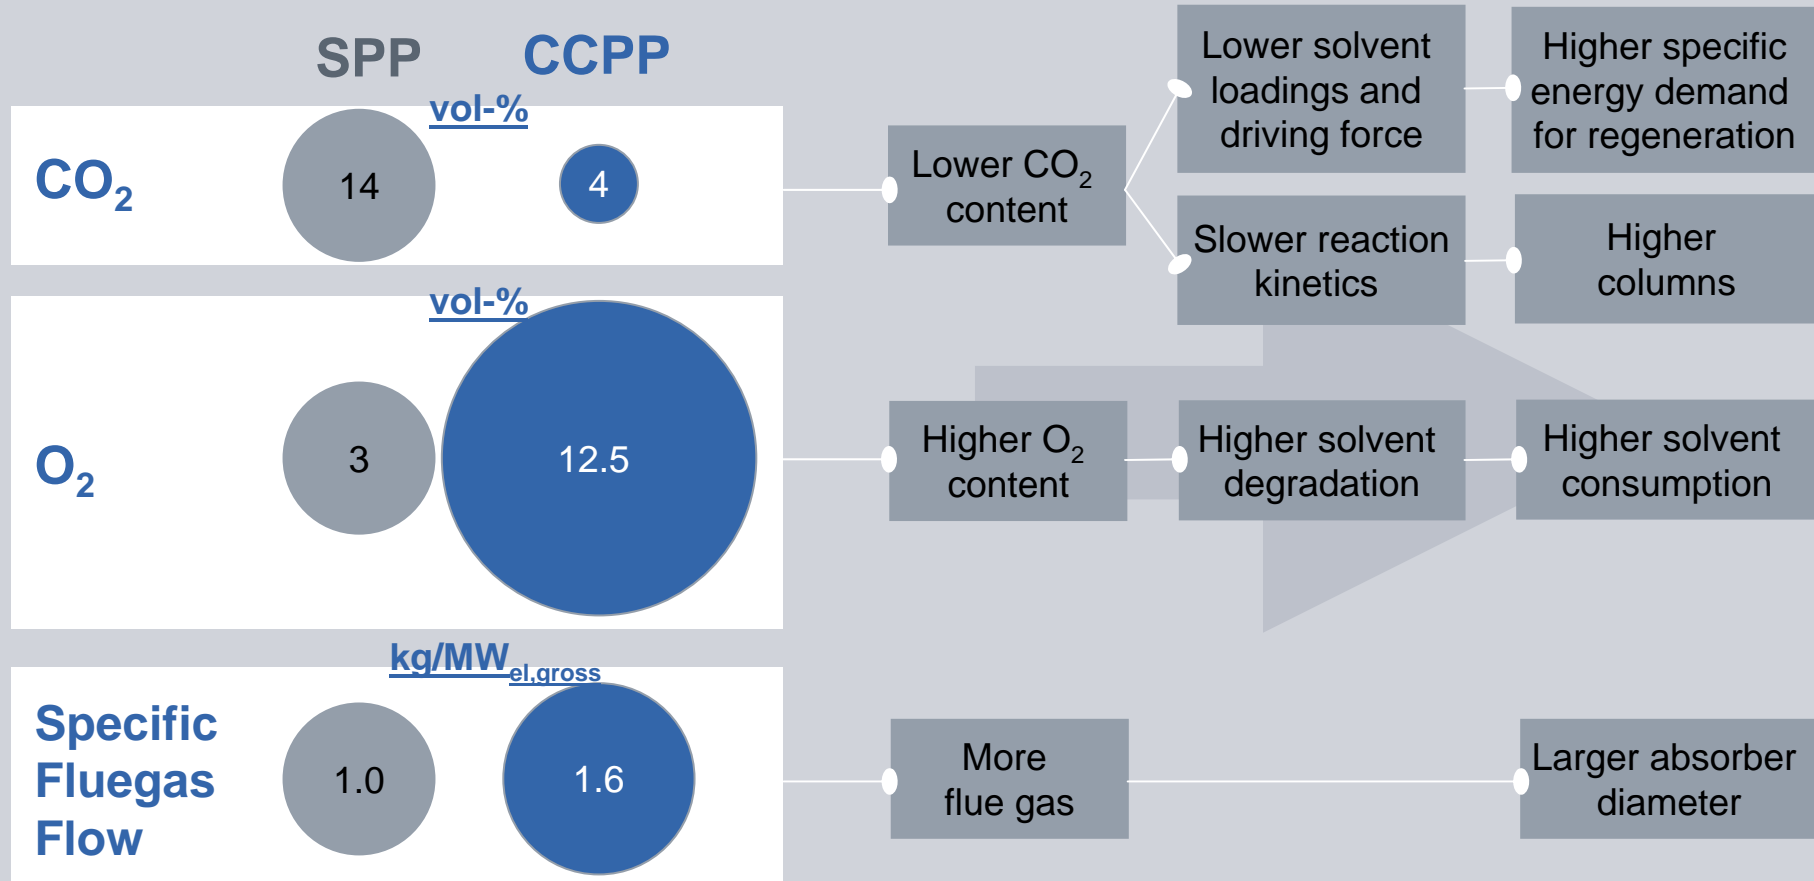 SPP
CCPP
vol-%
CO2
14
4
Lower CO2
content
Lower solvent
loadings and
driving force
Higher specific
energy demand
for regeneration
Slower reaction
kinetics
Higher
columns
vol-%
O2
3
12.5
Higher O2
content
Higher solvent
degradation
Higher solvent
consumption
kg/MWel,gross
Specific
Fluegas
Flow
1.0
1.6
More
flue gas
Larger absorber
diameter